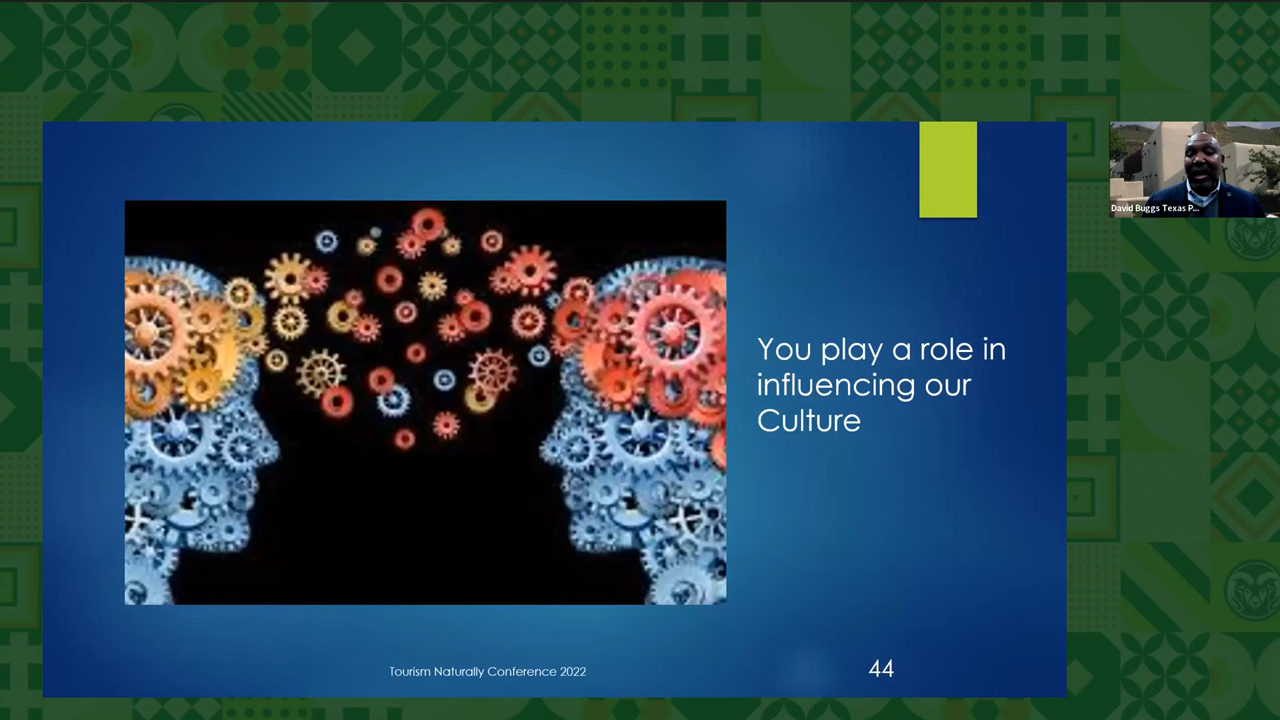 You play a role in
influencing our
Culture
David Buggs Texas P...
Tourism Naturally Conference 2022
44